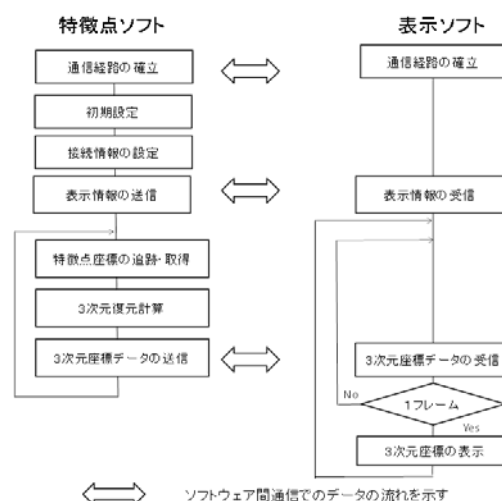 特徴点ソフト
通信経路の確立
初期設定
接続情報の設定
表示情報の送信
特徴点座標の追跡・取得
3次元復元計算
3次元座標データの送信
表示ソフト
通信経路の確立
表示情報の受信
3次元座標データの受信
No
1フレーム
Yes
3次元座標の表示
ソフトウェア間通信でのデータの流れを示す